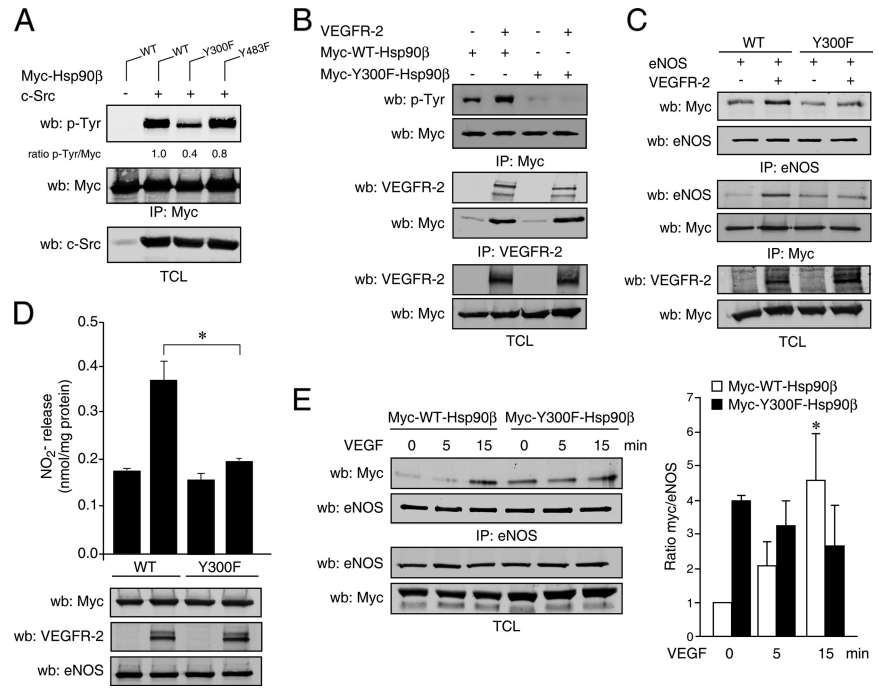 A
WT WT Y300F Y483F
Myc-Hsp90β
c-Src - + + +
wb: p-Tyr
ratio p-Tyr/Myc 1.0 0.4 0.8
wb: Myc
IP: Myc
wb: c-Src
TCL
B
VEGFR-2 - + - +
Myc-WT-Hsp90β + + - -
Myc-Y300F-Hsp90β - - + +
wb: p-Tyr
wb: Myc
IP: Myc
wb: VEGFR-2
wb: Myc
IP: VEGFR-2
wb: VEGFR-2
wb: Myc
TCL
C
WT Y300F
eNOS + + + +
VEGFR-2 - + - +
wb: Myc
wb: eNOS
IP: eNOS
wb: eNOS
wb: Myc
IP: Myc
wb: VEGFR-2
wb: Myc
TCL
D
0.5
0.4
0.2
0.1
0.0
NO2- release
(nmol/mg protein)
*
WT Y300F
wb: Myc
wb: VEGFR-2
wb: eNOS
E
Myc-WT-Hsp90β Myc-Y300F-Hsp90β
VEGF 0 5 15 0 5 15 min
wb: Myc
wb: eNOS
IP: eNOS
wb: eNOS
wb: Myc
TCL
Myc-WT-Hsp90β
Myc-Y300F-Hsp90β
7
6
5
4
3
2
1
0
Ratio myc/eNOS
*
VEGF 0 5 15 min